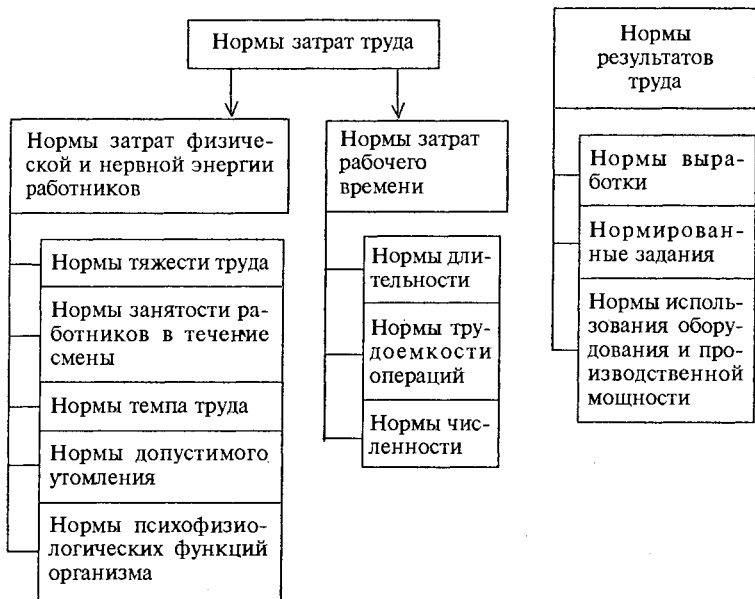 Нормы затрат труда
Нормы затрат физич-
еской и нервной энергии
работников
Нормы тяжести труда
Нормы занятости ра-
ботников в течение
смены
Нормы темпа труда
Нормы допустимого
утомления
Нормы психофизио-
логических функций
организма
Нормы затрат
рабочего
времени
Нормы дли-
тельности
Нормы тру-
доемкости
операций
Нормы чис-
ленности
Нормы
результатов
труда
Нормы выра-
ботки
Нормирован-
ные задания
Нормы исполь-
зования обору-
дования и про-
изводственной
мощности